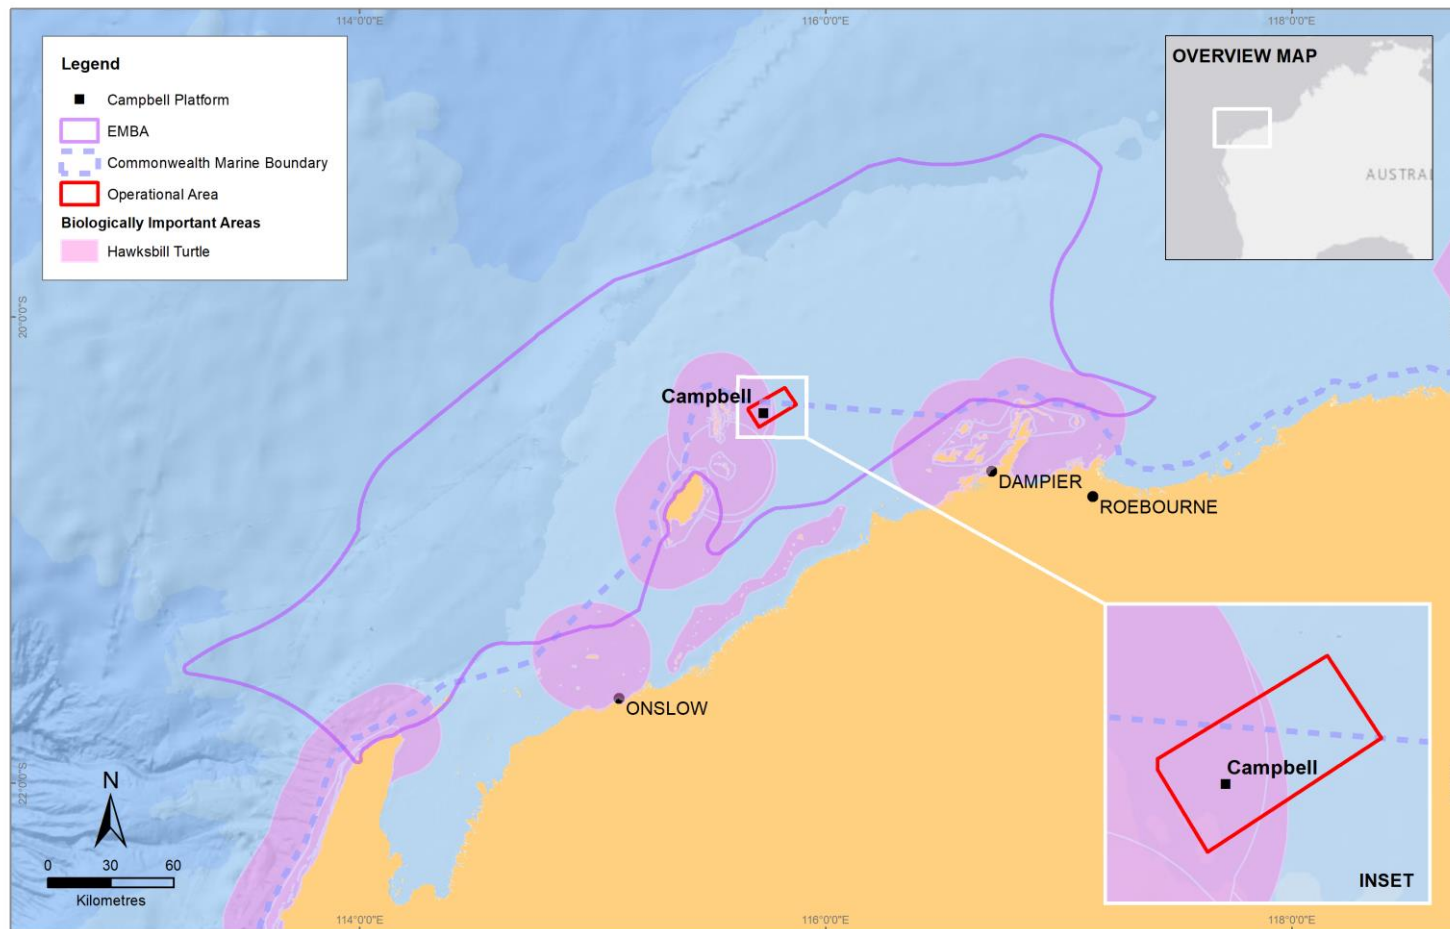 114°0'0"E
116°0'0"E
118°0'0"E
Legend
Campbell Platform
EMBA
Commonwealth Marine Boundary
Operational Area
Biologically Important Areas
Hawksbill Turtle
OVERVIEW MAP
AUSTRAL
20°0'0"S
Campbell
DAMPIER
ROEBOURNE
ONSLOW
Campbell
INSET
22°0'0"S
N
0 30 60
Kilometres
114°0'0"E
116°0'0"E
118°0'0"E